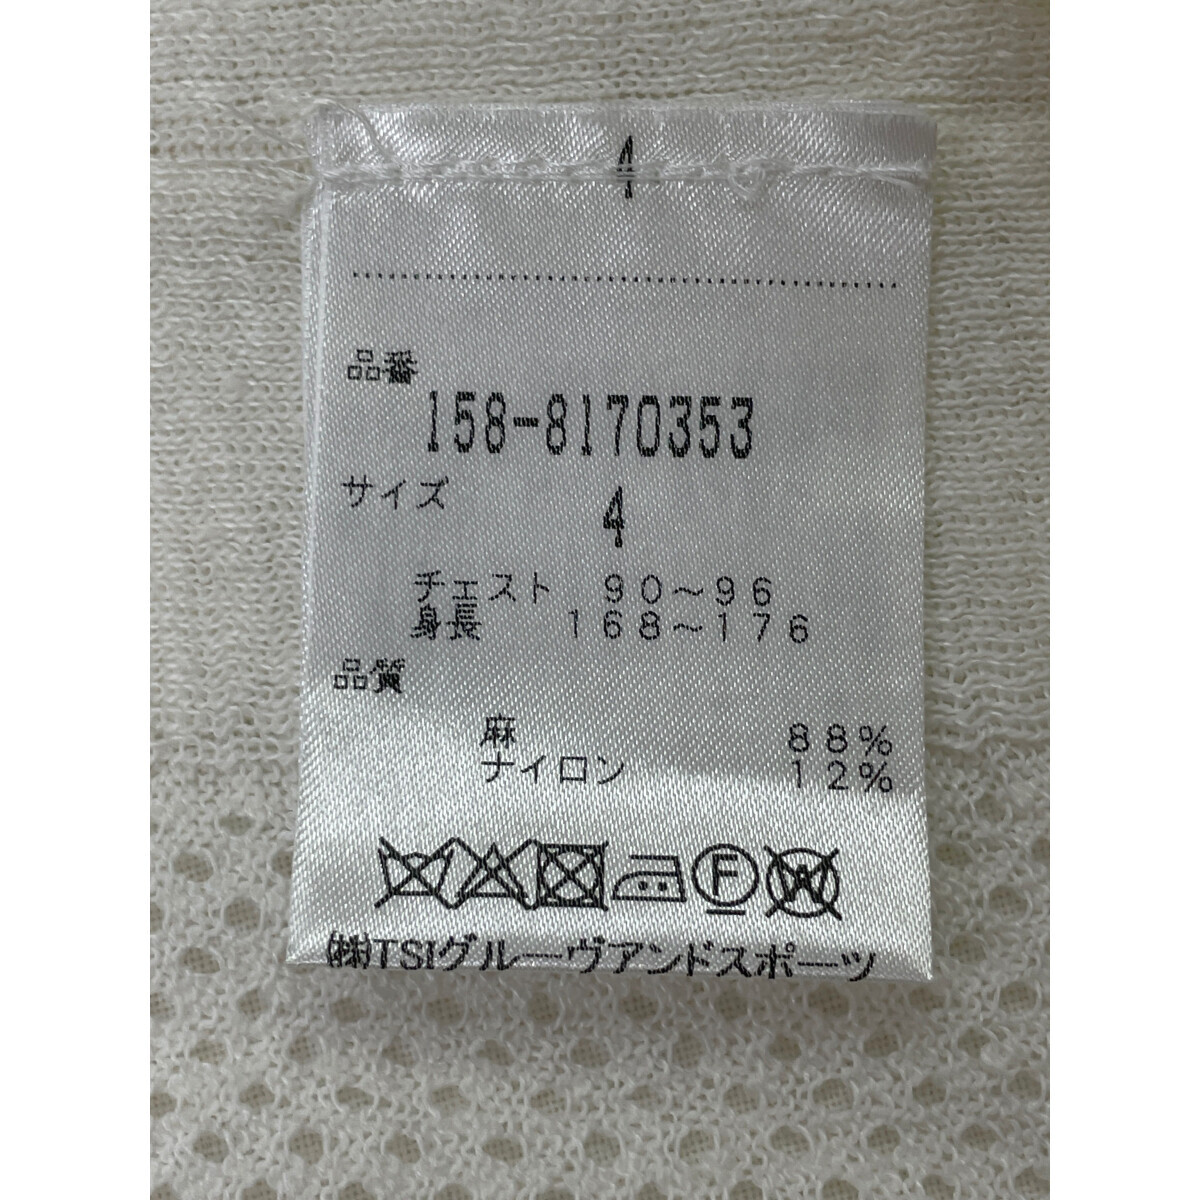 4
品番
158-8170353
サイズ
4
チェスト 90～96
身長 168～176
品質
麻 88%
ナイロン 12%
F W
㈱TSIグルーヴアンドスポーツ